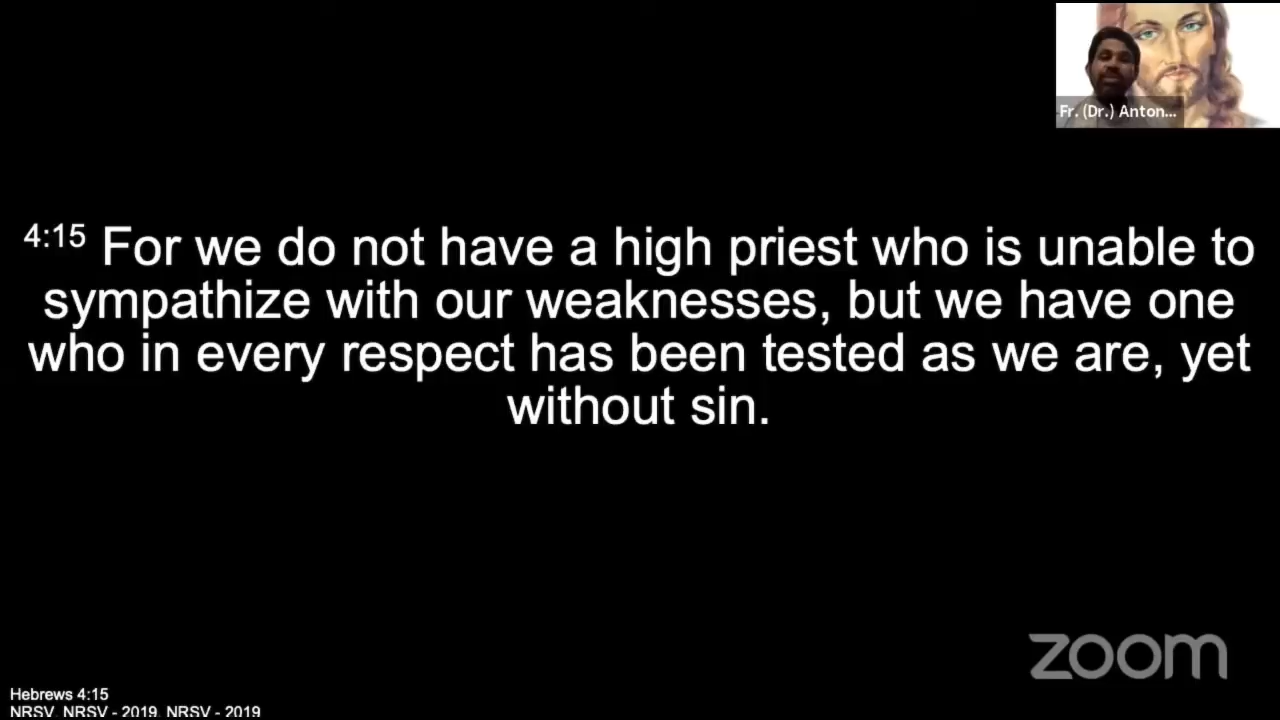 Fr. (Dr.) Anton...
4:15 For we do not have a high priest who is unable to
sympathize with our weaknesses, but we have one
who in every respect has been tested as we are, yet
without sin.
zoom
Hebrews 4:15
NRSV, NRSV - 2019, NRSV - 2019